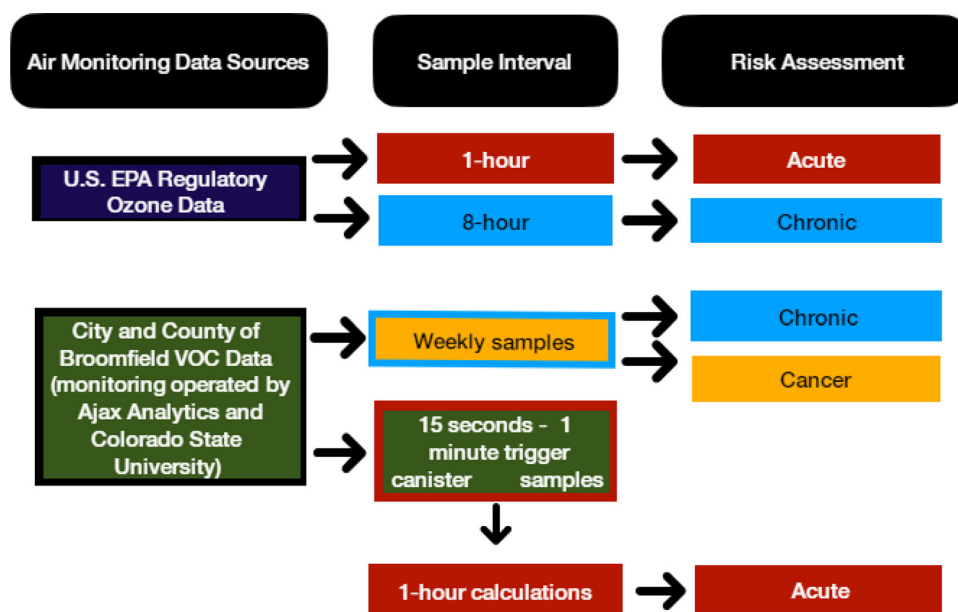 Air Monitoring Data Sources
Sample Interval
Risk Assessment
U.S. EPA Regulatory
Ozone Data
1-hour
Acute
8-hour
Chronic
City and County of
Broomfield VOC Data
(monitoring operated by
Ajax Analytics and
Colorado State
University)
Weekly samples
Chronic
Cancer
15 seconds - 1
minute trigger
canister samples
1-hour calculations
Acute